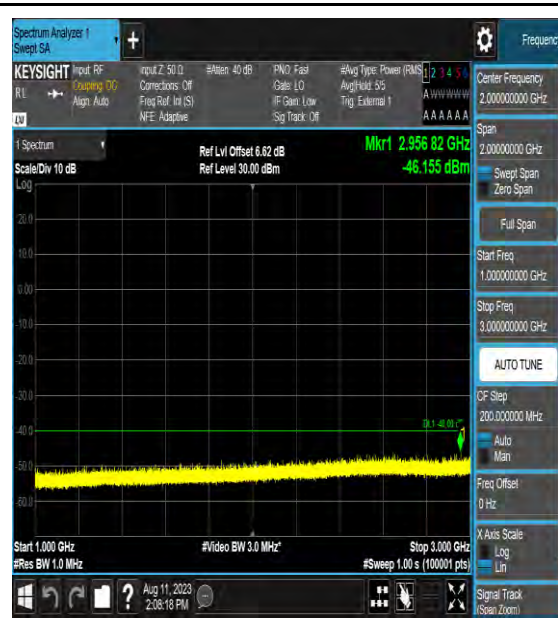 Spectrum Analyzer 1
Swept SA
+
Frequenc
KEYSIGHT
RL
LV
Input: RF
Coupling: DC
Align: Auto
Input Z: 50 Ω
Corrections: Off
Freq Ref: Int (S)
NFE: Adaptive
#Atten: 40 dB
PNO: Fast
Gate: LO
IF Gain: Low
Sig Track: Off
#Avg Type: Power (RMS
Avg|Hold: 5/5
Trig: External 1
1 2 3 4 5 6
A W W W W W
A A A A A A
1 Spectrum
Scale/Div 10 dB
Log
Ref Lvl Offset 6.62 dB
Ref Level 30.00 dBm
Mkr1 2.956 82 GHz
-46.155 dBm
20.0
10.0
0.00
-10.0
-20.0
-30.0
-40.0
-50.0
-60.0
Start 1.000 GHz
#Res BW 1.0 MHz
#Video BW 3.0 MHz*
Stop 3.000 GHz
#Sweep 1.00 s (100001 pts)
Center Frequency
2.000000000 GHz
Span
2.00000000 GHz
Swept Span
Zero Span
Full Span
Start Freq
1.000000000 GHz
Stop Freq
3.000000000 GHz
AUTO TUNE
CF Step
200.000000 MHz
Auto
Man
Freq Offset
0 Hz
X Axis Scale
Log
Lin
Signal Track
(Span Zoom)
?
Aug 11, 2023
2:08:18 PM